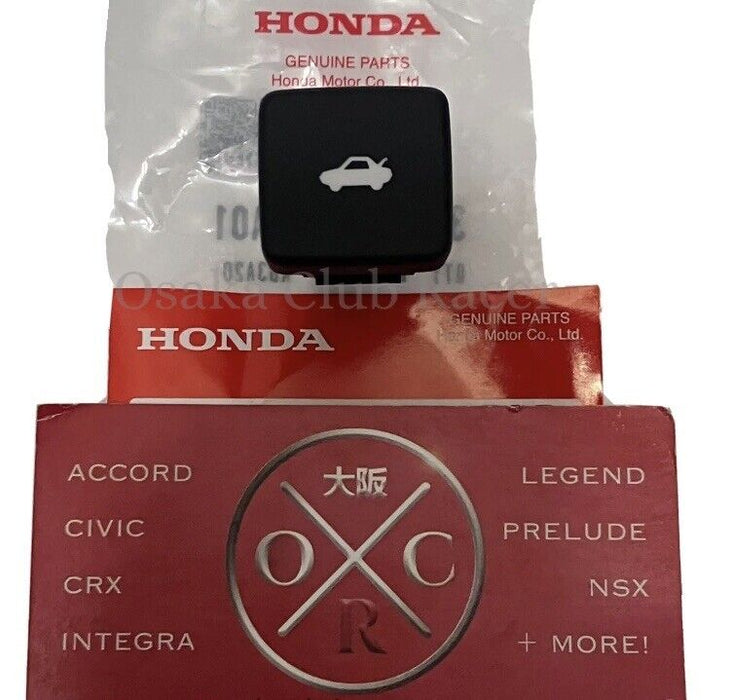 HONDA
GENUINE PARTS
Honda Motor Co., Ltd.
Osaka Club Racer
HONDA
GENUINE PARTS
Honda Motor Co., Ltd.
大阪
O C
R
ACCORD
CIVIC
CRX
INTEGRA
LEGEND
PRELUDE
NSX
+ MORE!